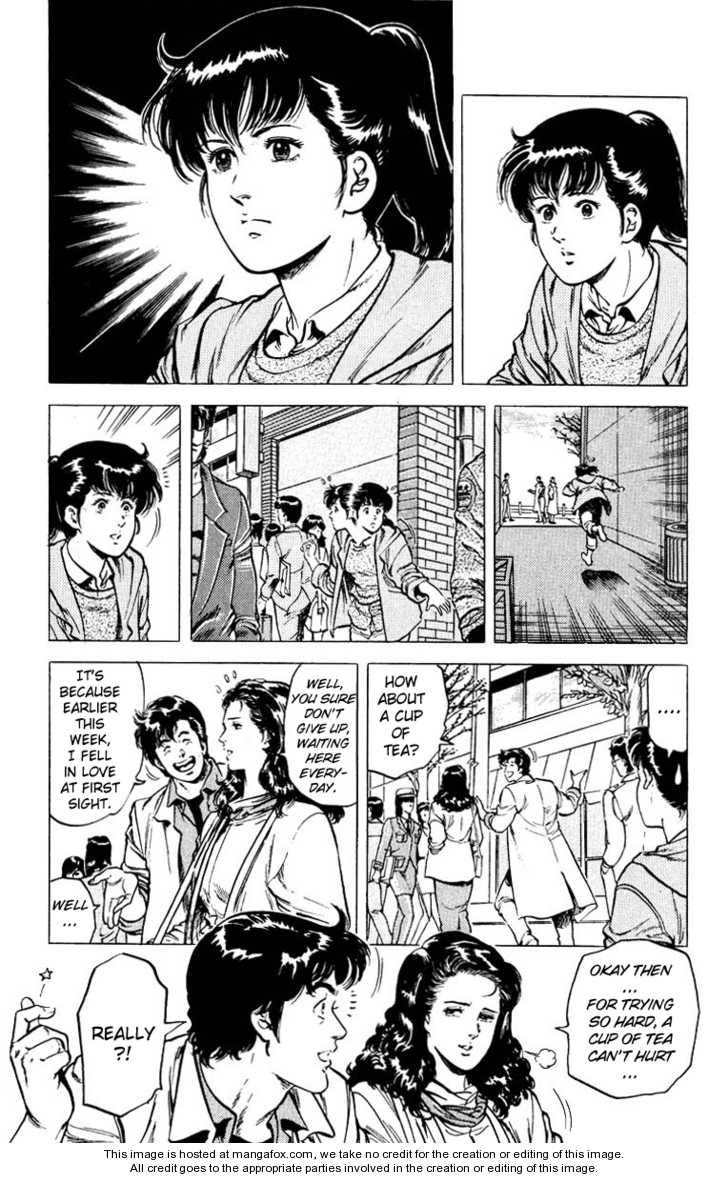 ....
HOW
ABOUT
A CUP
OF
TEA?
WELL,
YOU SURE
DON'T
GIVE UP,
WAITING
HERE
EVERY-
DAY.
IT'S
BECAUSE
EARLIER
THIS
WEEK,
I FELL
IN LOVE
AT FIRST
SIGHT.
WELL
...
OKAY THEN
...
FOR TRYING
SO HARD, A
CUP OF TEA
CAN'T HURT
...
REALLY
?!
This image is hosted at mangafox.com, we take no credit for the creation or editing of this image.
All credit goes to the appropriate parties involved in the creation or editing of this image.